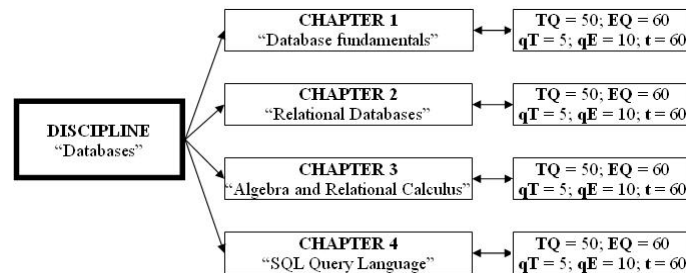 CHAPTER 1
“Database fundamentals”
TQ = 50; EQ = 60
qT = 5; qE = 10; t = 60
CHAPTER 2
“Relational Databases”
TQ = 50; EQ = 60
qT = 5; qE = 10; t = 60
DISCIPLINE
“Databases”
CHAPTER 3
“Algebra and Relational Calculus”
TQ = 50; EQ = 60
qT = 5; qE = 10; t = 60
CHAPTER 4
“SQL Query Language”
TQ = 50; EQ = 60
qT = 5; qE = 10; t = 60